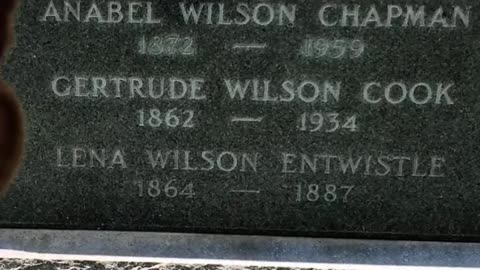 ANABEL WILSON CHAPMAN
1872 — 1959
GERTRUDE WILSON COOK
1862 — 1934
LENA WILSON ENTWISTLE
1864 — 1887